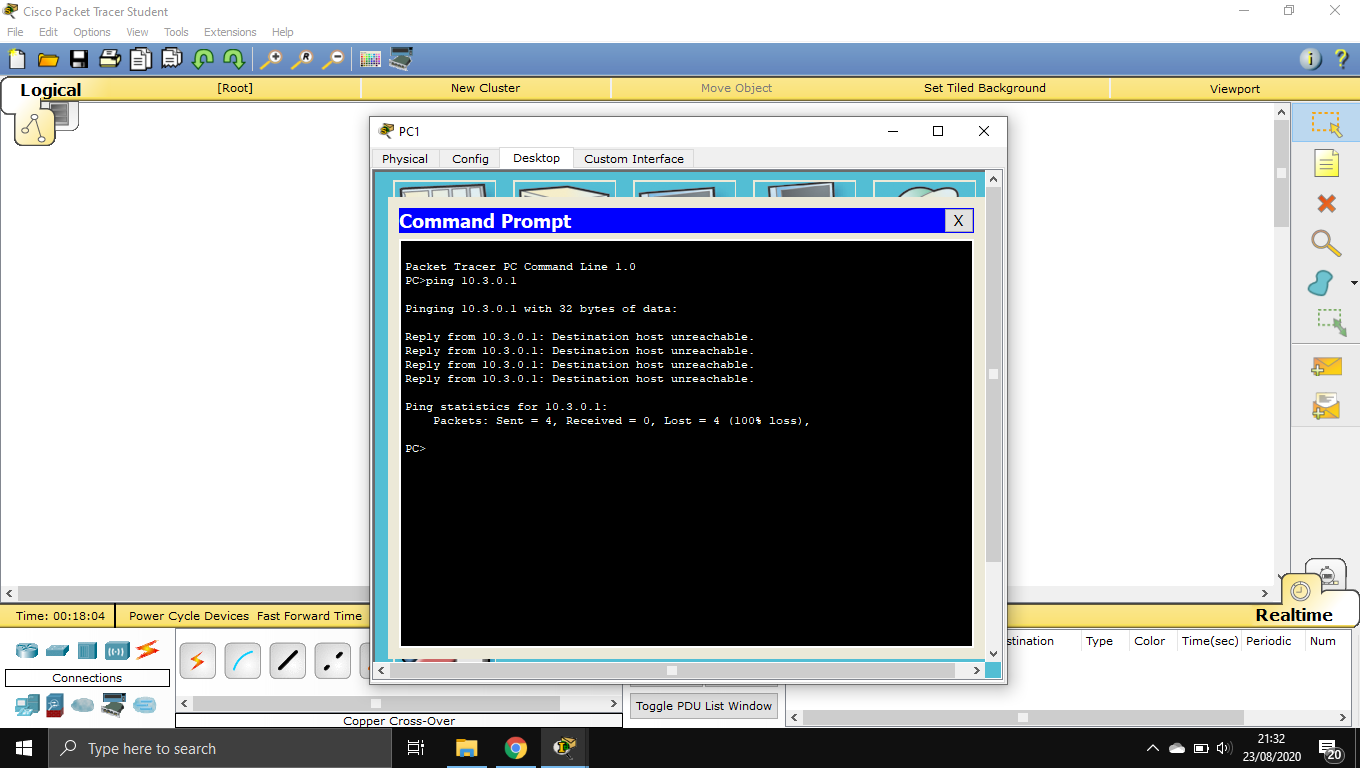 Cisco Packet Tracer Student
File Edit Options View Tools Extensions Help
Logical [Root] New Cluster Move Object Set Tiled Background Viewport
PC1
Physical Config Desktop Custom Interface
Command Prompt X
Packet Tracer PC Command Line 1.0
PC>ping 10.3.0.1
Pinging 10.3.0.1 with 32 bytes of data:
Reply from 10.3.0.1: Destination host unreachable.
Reply from 10.3.0.1: Destination host unreachable.
Reply from 10.3.0.1: Destination host unreachable.
Reply from 10.3.0.1: Destination host unreachable.
Ping statistics for 10.3.0.1:
Packets: Sent = 4, Received = 0, Lost = 4 (100% loss),
PC>
Time: 00:18:04 Power Cycle Devices Fast Forward Time Realtime
stination Type Color Time(sec) Periodic Num
Connections
Toggle PDU List Window
Copper Cross-Over
Type here to search
21:32
23/08/2020
20